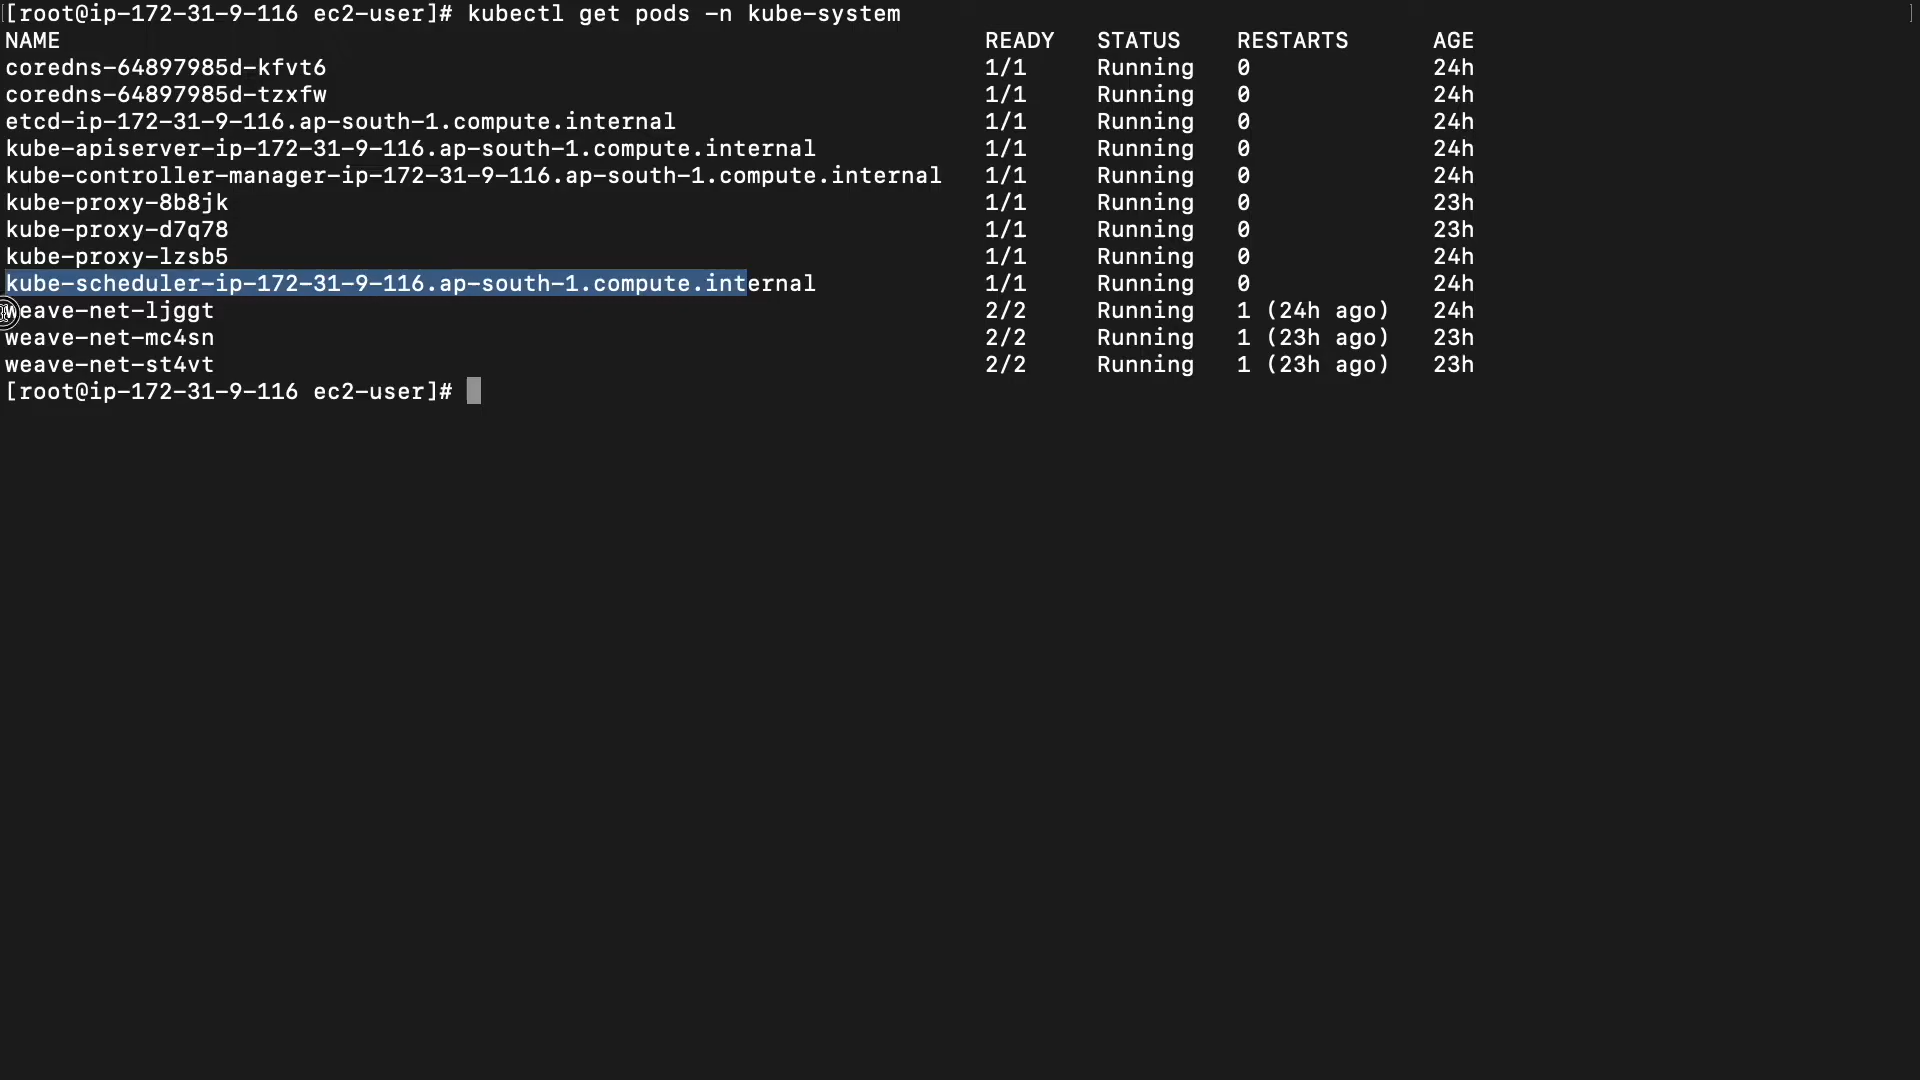 [root@ip-172-31-9-116 ec2-user]# kubectl get pods -n kube-system
NAME READY STATUS RESTARTS AGE
coredns-64897985d-kfvt6 1/1 Running 0 24h
coredns-64897985d-tzxfw 1/1 Running 0 24h
etcd-ip-172-31-9-116.ap-south-1.compute.internal 1/1 Running 0 24h
kube-apiserver-ip-172-31-9-116.ap-south-1.compute.internal 1/1 Running 0 24h
kube-controller-manager-ip-172-31-9-116.ap-south-1.compute.internal 1/1 Running 0 24h
kube-proxy-8b8jk 1/1 Running 0 23h
kube-proxy-d7q78 1/1 Running 0 23h
kube-proxy-lzsb5 1/1 Running 0 24h
kube-scheduler-ip-172-31-9-116.ap-south-1.compute.internal 1/1 Running 0 24h
weave-net-ljggt 2/2 Running 1 (24h ago) 24h
weave-net-mc4sn 2/2 Running 1 (23h ago) 23h
weave-net-st4vt 2/2 Running 1 (23h ago) 23h
[root@ip-172-31-9-116 ec2-user]#